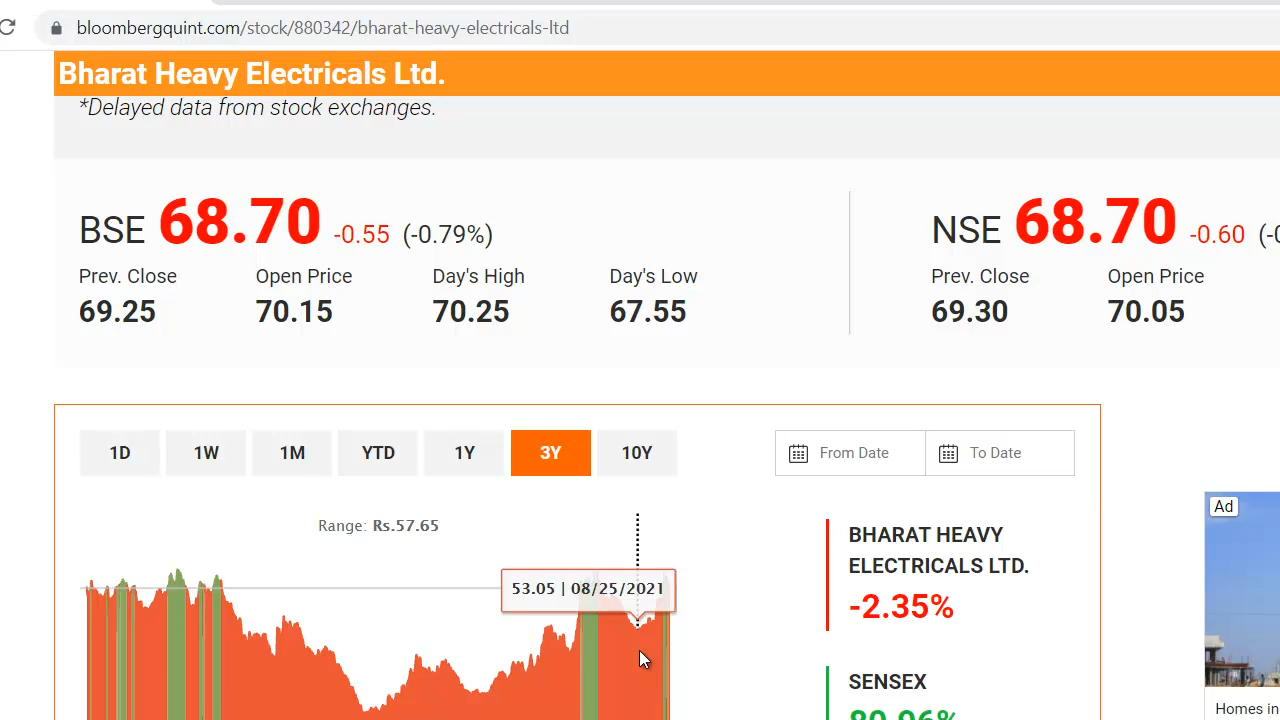 bloombergquint.com/stock/880342/bharat-heavy-electricals-ltd
Bharat Heavy Electricals Ltd.
*Delayed data from stock exchanges.
BSE 68.70 -0.55 (-0.79%)
Prev. Close Open Price Day's High Day's Low
69.25 70.15 70.25 67.55
NSE 68.70 -0.60
Prev. Close Open Price
69.30 70.05
1D 1W 1M YTD 1Y 3Y 10Y
From Date To Date
Range: Rs.57.65
53.05 | 08/25/2021
BHARAT HEAVY
ELECTRICALS LTD.
-2.35%
SENSEX
Ad
Homes in